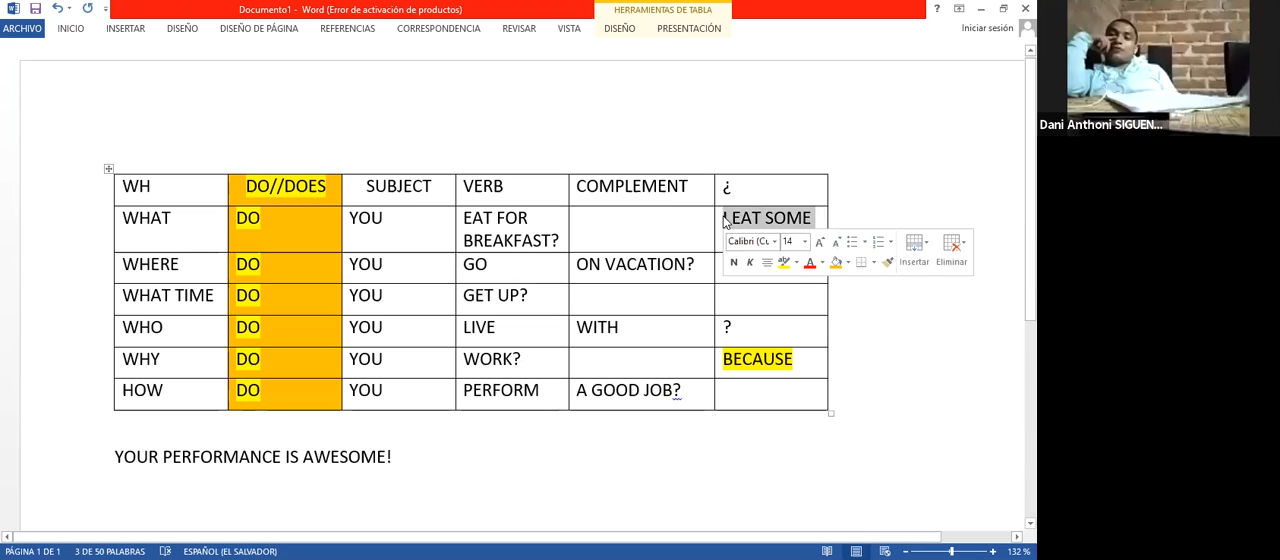 Documento1 - Word (Error de activación de productos)
HERRAMIENTAS DE TABLA
ARCHIVO INICIO INSERTAR DISEÑO DISEÑO DE PÁGINA REFERENCIAS CORRESPONDENCIA REVISAR VISTA DISEÑO PRESENTACIÓN Iniciar sesión
Dani Anthoni SIGUEN...
WH DO//DOES SUBJECT VERB COMPLEMENT ¿
WHAT DO YOU EAT FOR BREAKFAST? EAT SOME
Calibri (Cu 14
N K Insertar Eliminar
WHERE DO YOU GO ON VACATION?
WHAT TIME DO YOU GET UP?
WHO DO YOU LIVE WITH ?
WHY DO YOU WORK? BECAUSE
HOW DO YOU PERFORM A GOOD JOB?
YOUR PERFORMANCE IS AWESOME!
PÁGINA 1 DE 1 3 DE 50 PALABRAS ESPAÑOL (EL SALVADOR) 132 %